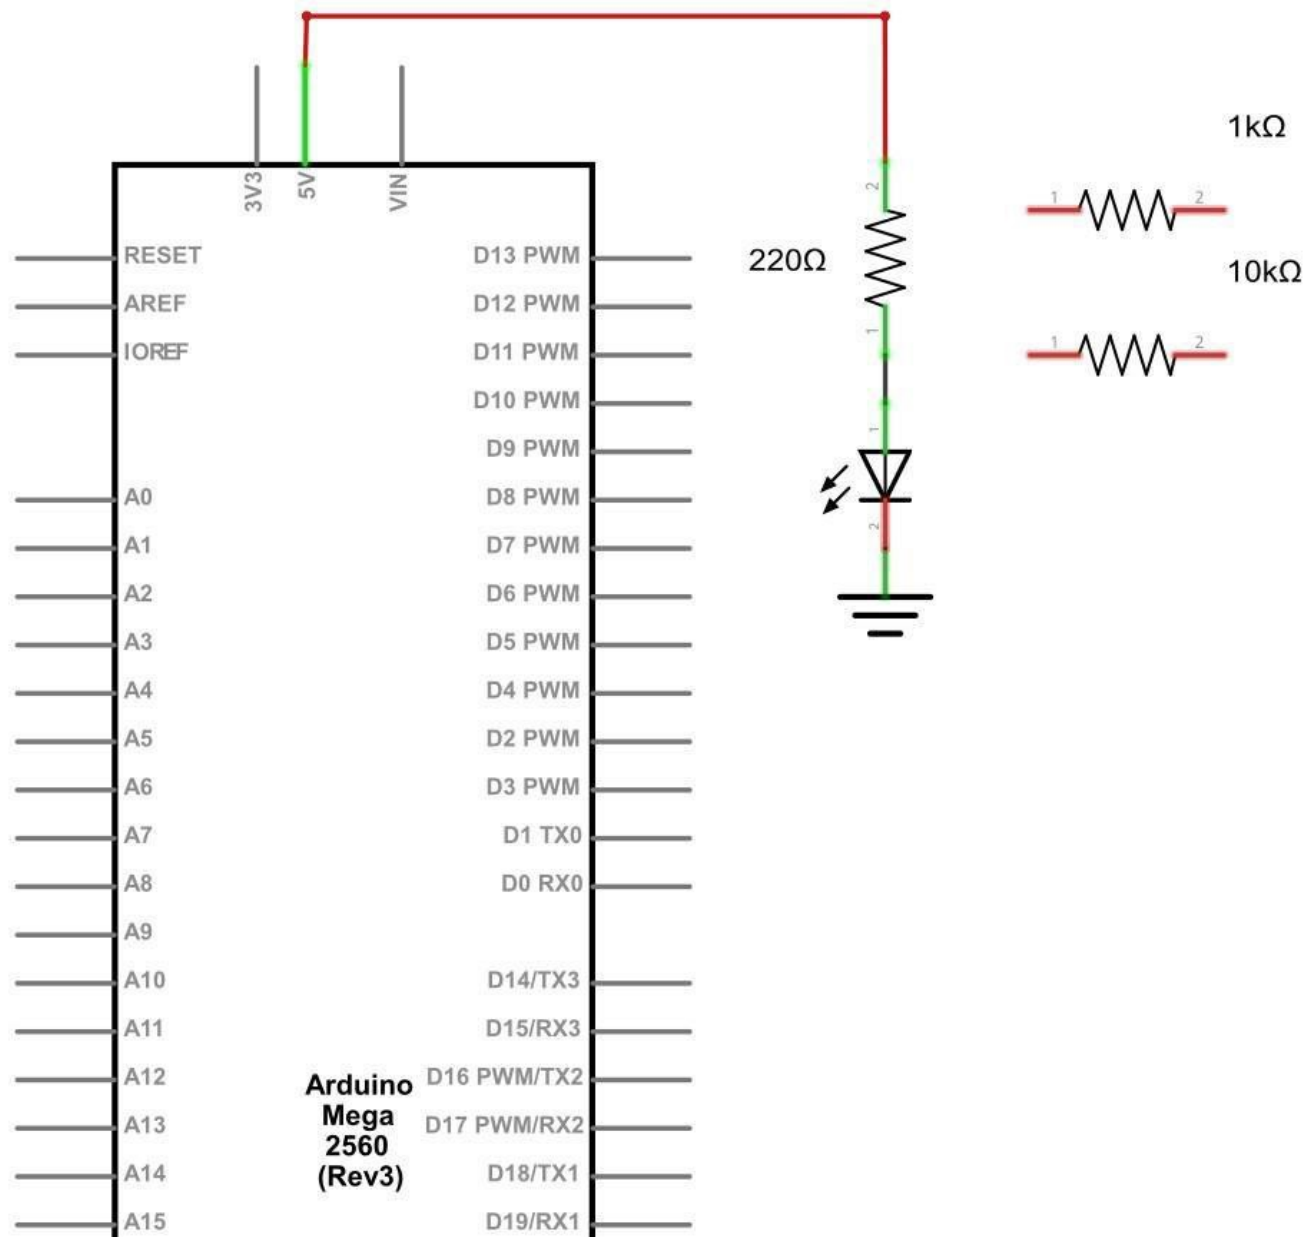 3V3
5V
VIN
RESET
AREF
IOREF
A0
A1
A2
A3
A4
A5
A6
A7
A8
A9
A10
A11
A12
A13
A14
A15
D13 PWM
D12 PWM
D11 PWM
D10 PWM
D9 PWM
D8 PWM
D7 PWM
D6 PWM
D5 PWM
D4 PWM
D2 PWM
D3 PWM
D1 TX0
D0 RX0
D14/TX3
D15/RX3
D16 PWM/TX2
D17 PWM/RX2
D18/TX1
D19/RX1
Arduino
Mega
2560
(Rev3)
2
220Ω
1
1
2
1kΩ
1 2
10kΩ
1 2